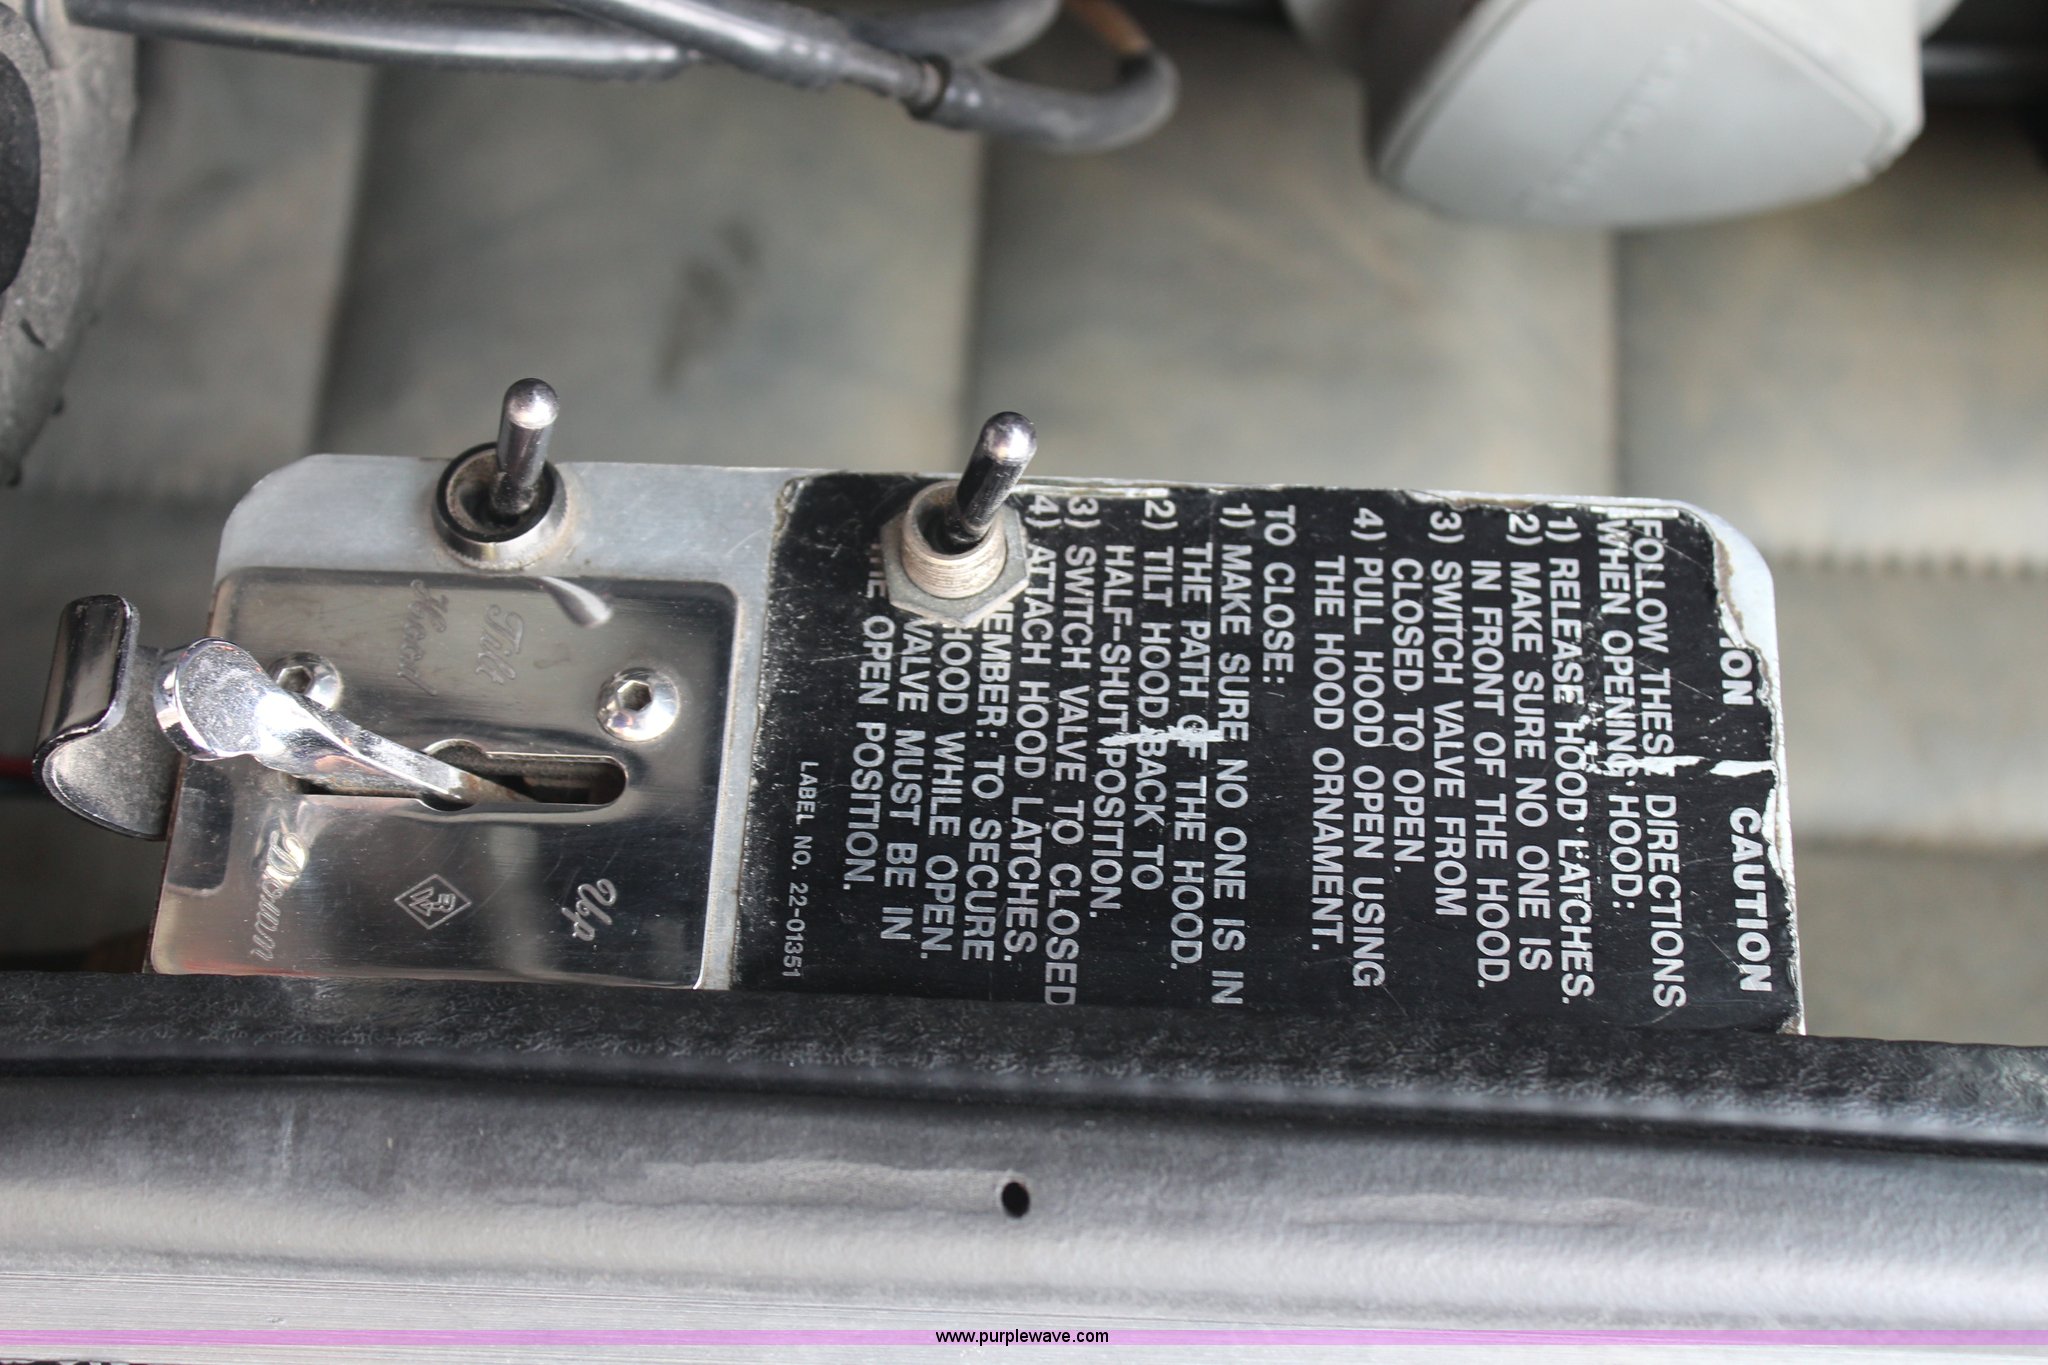 ION CAUTION
FOLLOW THESE DIRECTIONS
WHEN OPENING HOOD:
1) RELEASE HOOD LATCHES.
2) MAKE SURE NO ONE IS
IN FRONT OF THE HOOD.
3) SWITCH VALVE FROM
CLOSED TO OPEN.
4) PULL HOOD OPEN USING
THE HOOD ORNAMENT.
TO CLOSE:
1) MAKE SURE NO ONE IS IN
THE PATH OF THE HOOD.
2) TILT HOOD BACK TO
HALF-SHUT POSITION.
3) SWITCH VALVE TO CLOSED
4) ATTACH HOOD LATCHES.
EMBER: TO SECURE
HOOD WHILE OPEN.
VALVE MUST BE IN
THE OPEN POSITION.
LABEL NO. 22-01351
Tilt
Hood
Up
Down
www.purplewave.com